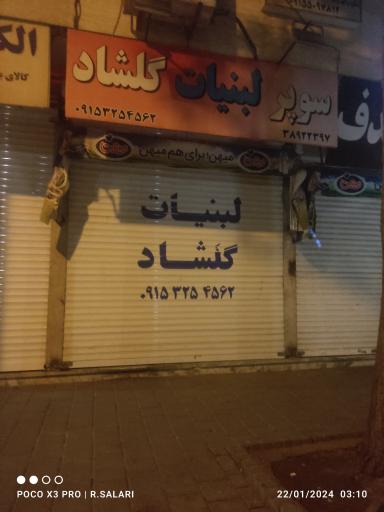 سوپر لبنیات گلشاد
۰۹۱۵۳۲۵۴۵۶۲
۳۸۹۲۲۳۹۷
میهن؛ برای هم میهن
لبنیات
گلشاد
۰۹۱۵ ۳۲۵ ۴۵۶۲
POCO X3 PRO | R.SALARI
22/01/2024 03:10